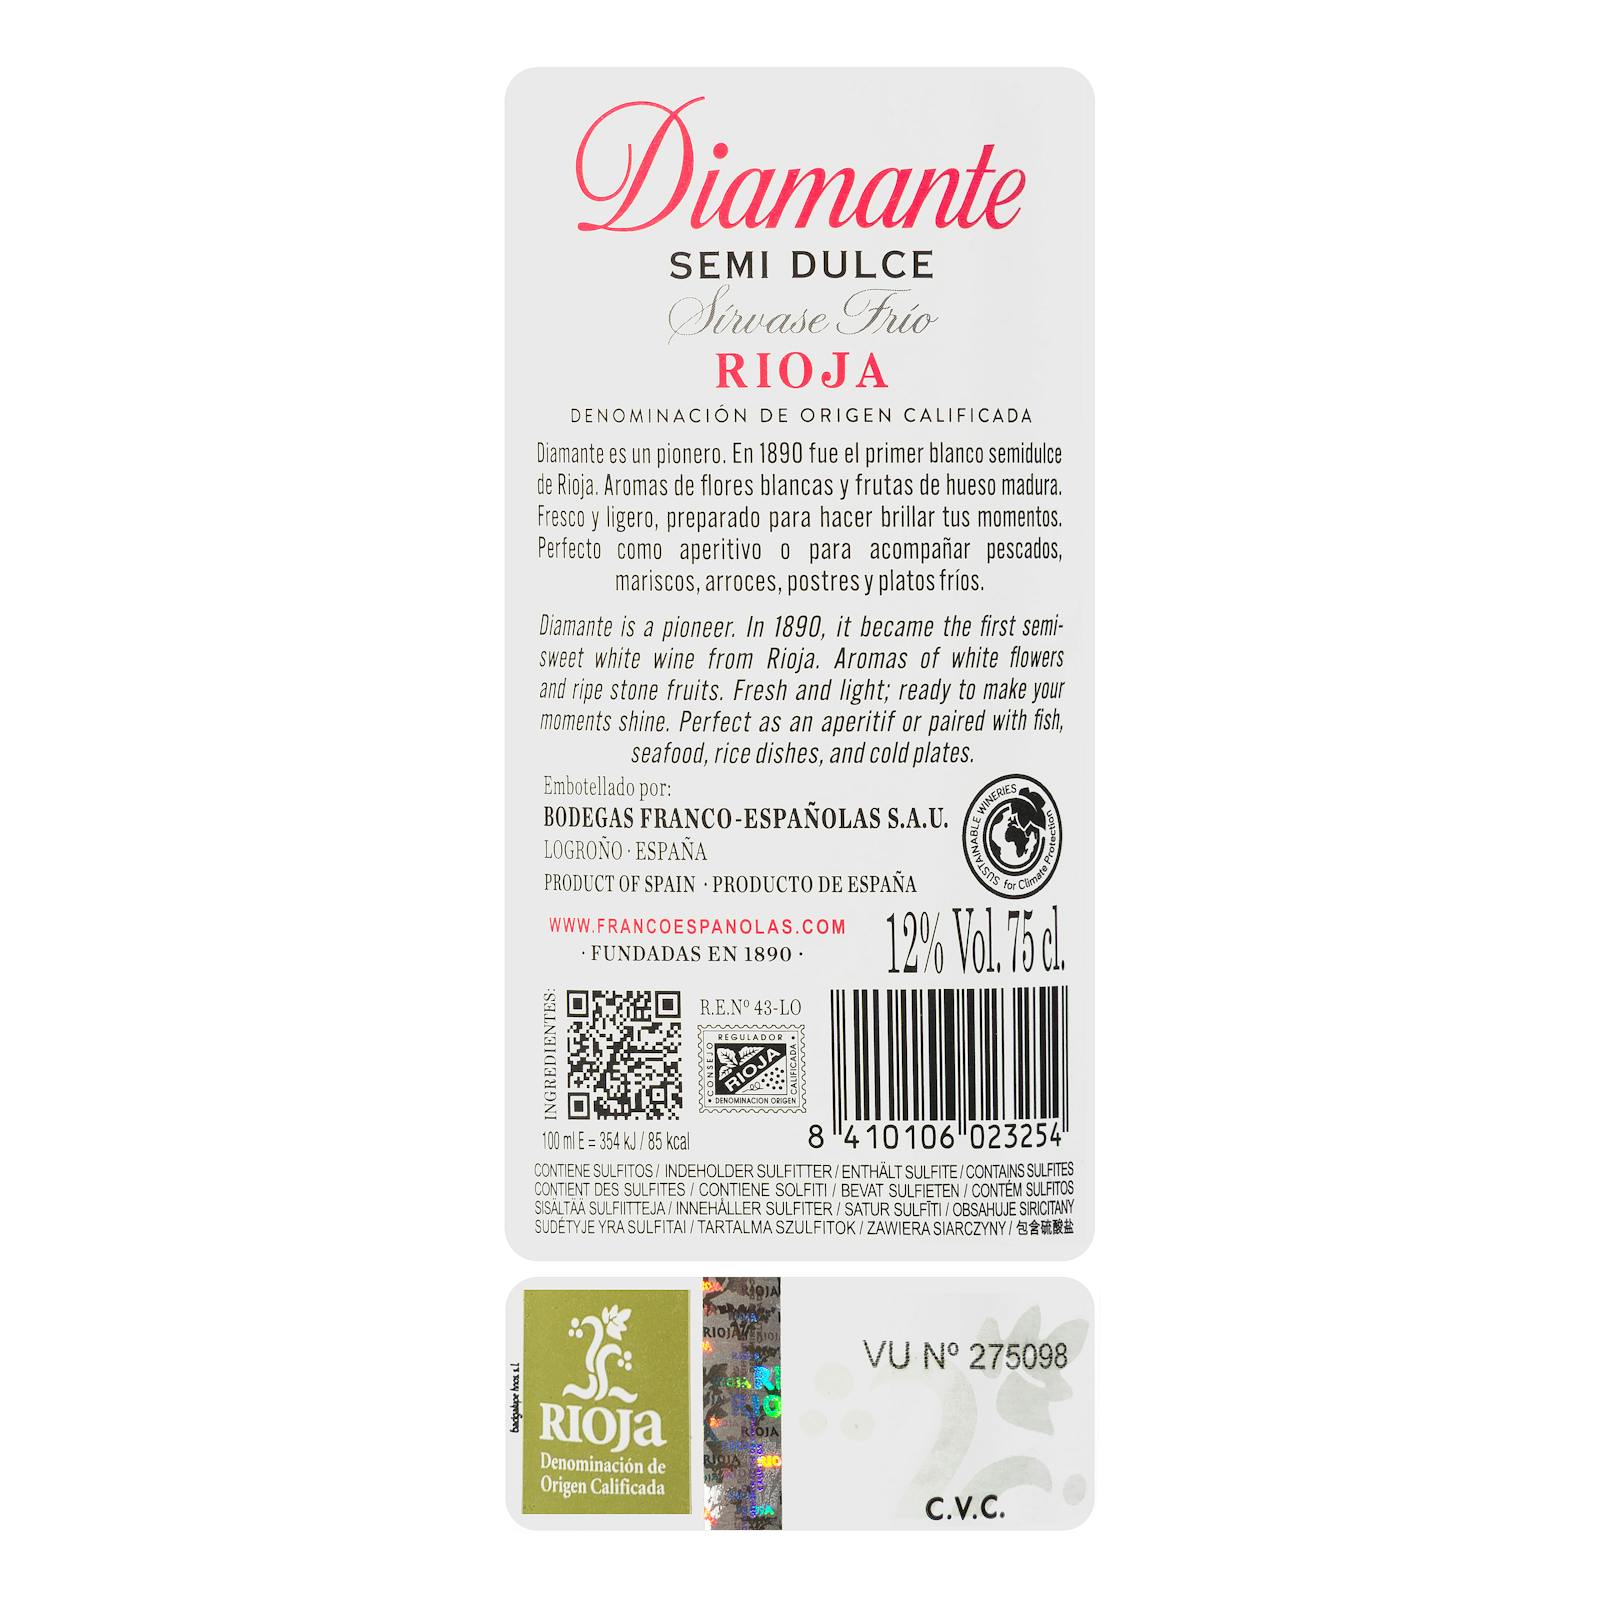 Diamante
SEMI DULCE
Sírvase Frío
RIOJA
DENOMINACIÓN DE ORIGEN CALIFICADA
Diamante es un pionero. En 1890 fue el primer blanco semidulce
de Rioja. Aromas de flores blancas y frutas de hueso madura.
Fresco y ligero, preparado para hacer brillar tus momentos.
Perfecto como aperitivo o para acompañar pescados,
mariscos, arroces, postres y platos fríos.
Diamante is a pioneer. In 1890, it became the first semi-
sweet white wine from Rioja. Aromas of white flowers
and ripe stone fruits. Fresh and light; ready to make your
moments shine. Perfect as an aperitif or paired with fish,
seafood, rice dishes, and cold plates.
Embotellado por:
BODEGAS FRANCO-ESPAÑOLAS S.A.U.
LOGROÑO · ESPAÑA
PRODUCT OF SPAIN · PRODUCTO DE ESPAÑA
SUSTAINABLE WINERIES
for Climate Protection
WWW.FRANCOESPANOLAS.COM
· FUNDADAS EN 1890 ·
12% Vol. 75 cl.
INGREDIENTES:
R.E.Nº 43-LO
CONSEJO REGULADOR
CALIFICADA
RIOJA
DENOMINACION ORIGEN
100 ml E = 354 kJ / 85 kcal
8 410106 023254
CONTIENE SULFITOS / INDEHOLDER SULFITTER / ENTHÄLT SULFITE / CONTAINS SULFITES
CONTIENT DES SULFITES / CONTIENE SOLFITI / BEVAT SULFIETEN / CONTÉM SULFITOS
SISÄLTÄÄ SULFIITTEJA / INNEHÅLLER SULFITER / SATUR SULFĪTI / OBSAHUJE SIRICITANY
SUDĖTYJE YRA SULFITAI / TARTALMA SZULFITOK / ZAWIERA SIARCZYNY / 包含硫酸盐
RIOJA
Denominación de
Origen Calificada
RIOJA
VU Nº 275098
C.V.C.